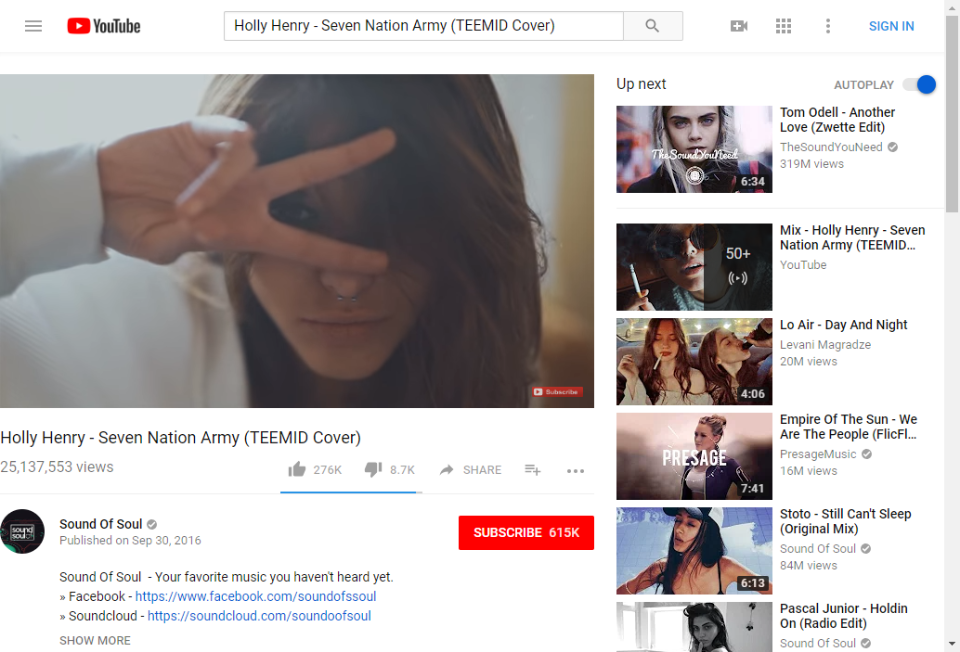 YouTube
Holly Henry - Seven Nation Army (TEEMID Cover)
SIGN IN
Subscribe
Holly Henry - Seven Nation Army (TEEMID Cover)
25,137,553 views
276K
8.7K
SHARE
Sound Of Soul
Published on Sep 30, 2016
SUBSCRIBE 615K
sound
soul
Sound Of Soul - Your favorite music you haven't heard yet.
» Facebook - https://www.facebook.com/soundofssoul
» Soundcloud - https://soundcloud.com/soundoofsoul
SHOW MORE
Up next
AUTOPLAY
TheSoundYouNeed
6:34
Tom Odell - Another
Love (Zwette Edit)
TheSoundYouNeed
319M views
50+
Mix - Holly Henry - Seven
Nation Army (TEEMID…
YouTube
4:06
Lo Air - Day And Night
Levani Magradze
20M views
PRESAGE
7:41
Empire Of The Sun - We
Are The People (FlicFl…
PresageMusic
16M views
6:13
Stoto - Still Can't Sleep
(Original Mix)
Sound Of Soul
84M views
Pascal Junior - Holdin
On (Radio Edit)
Sound Of Soul